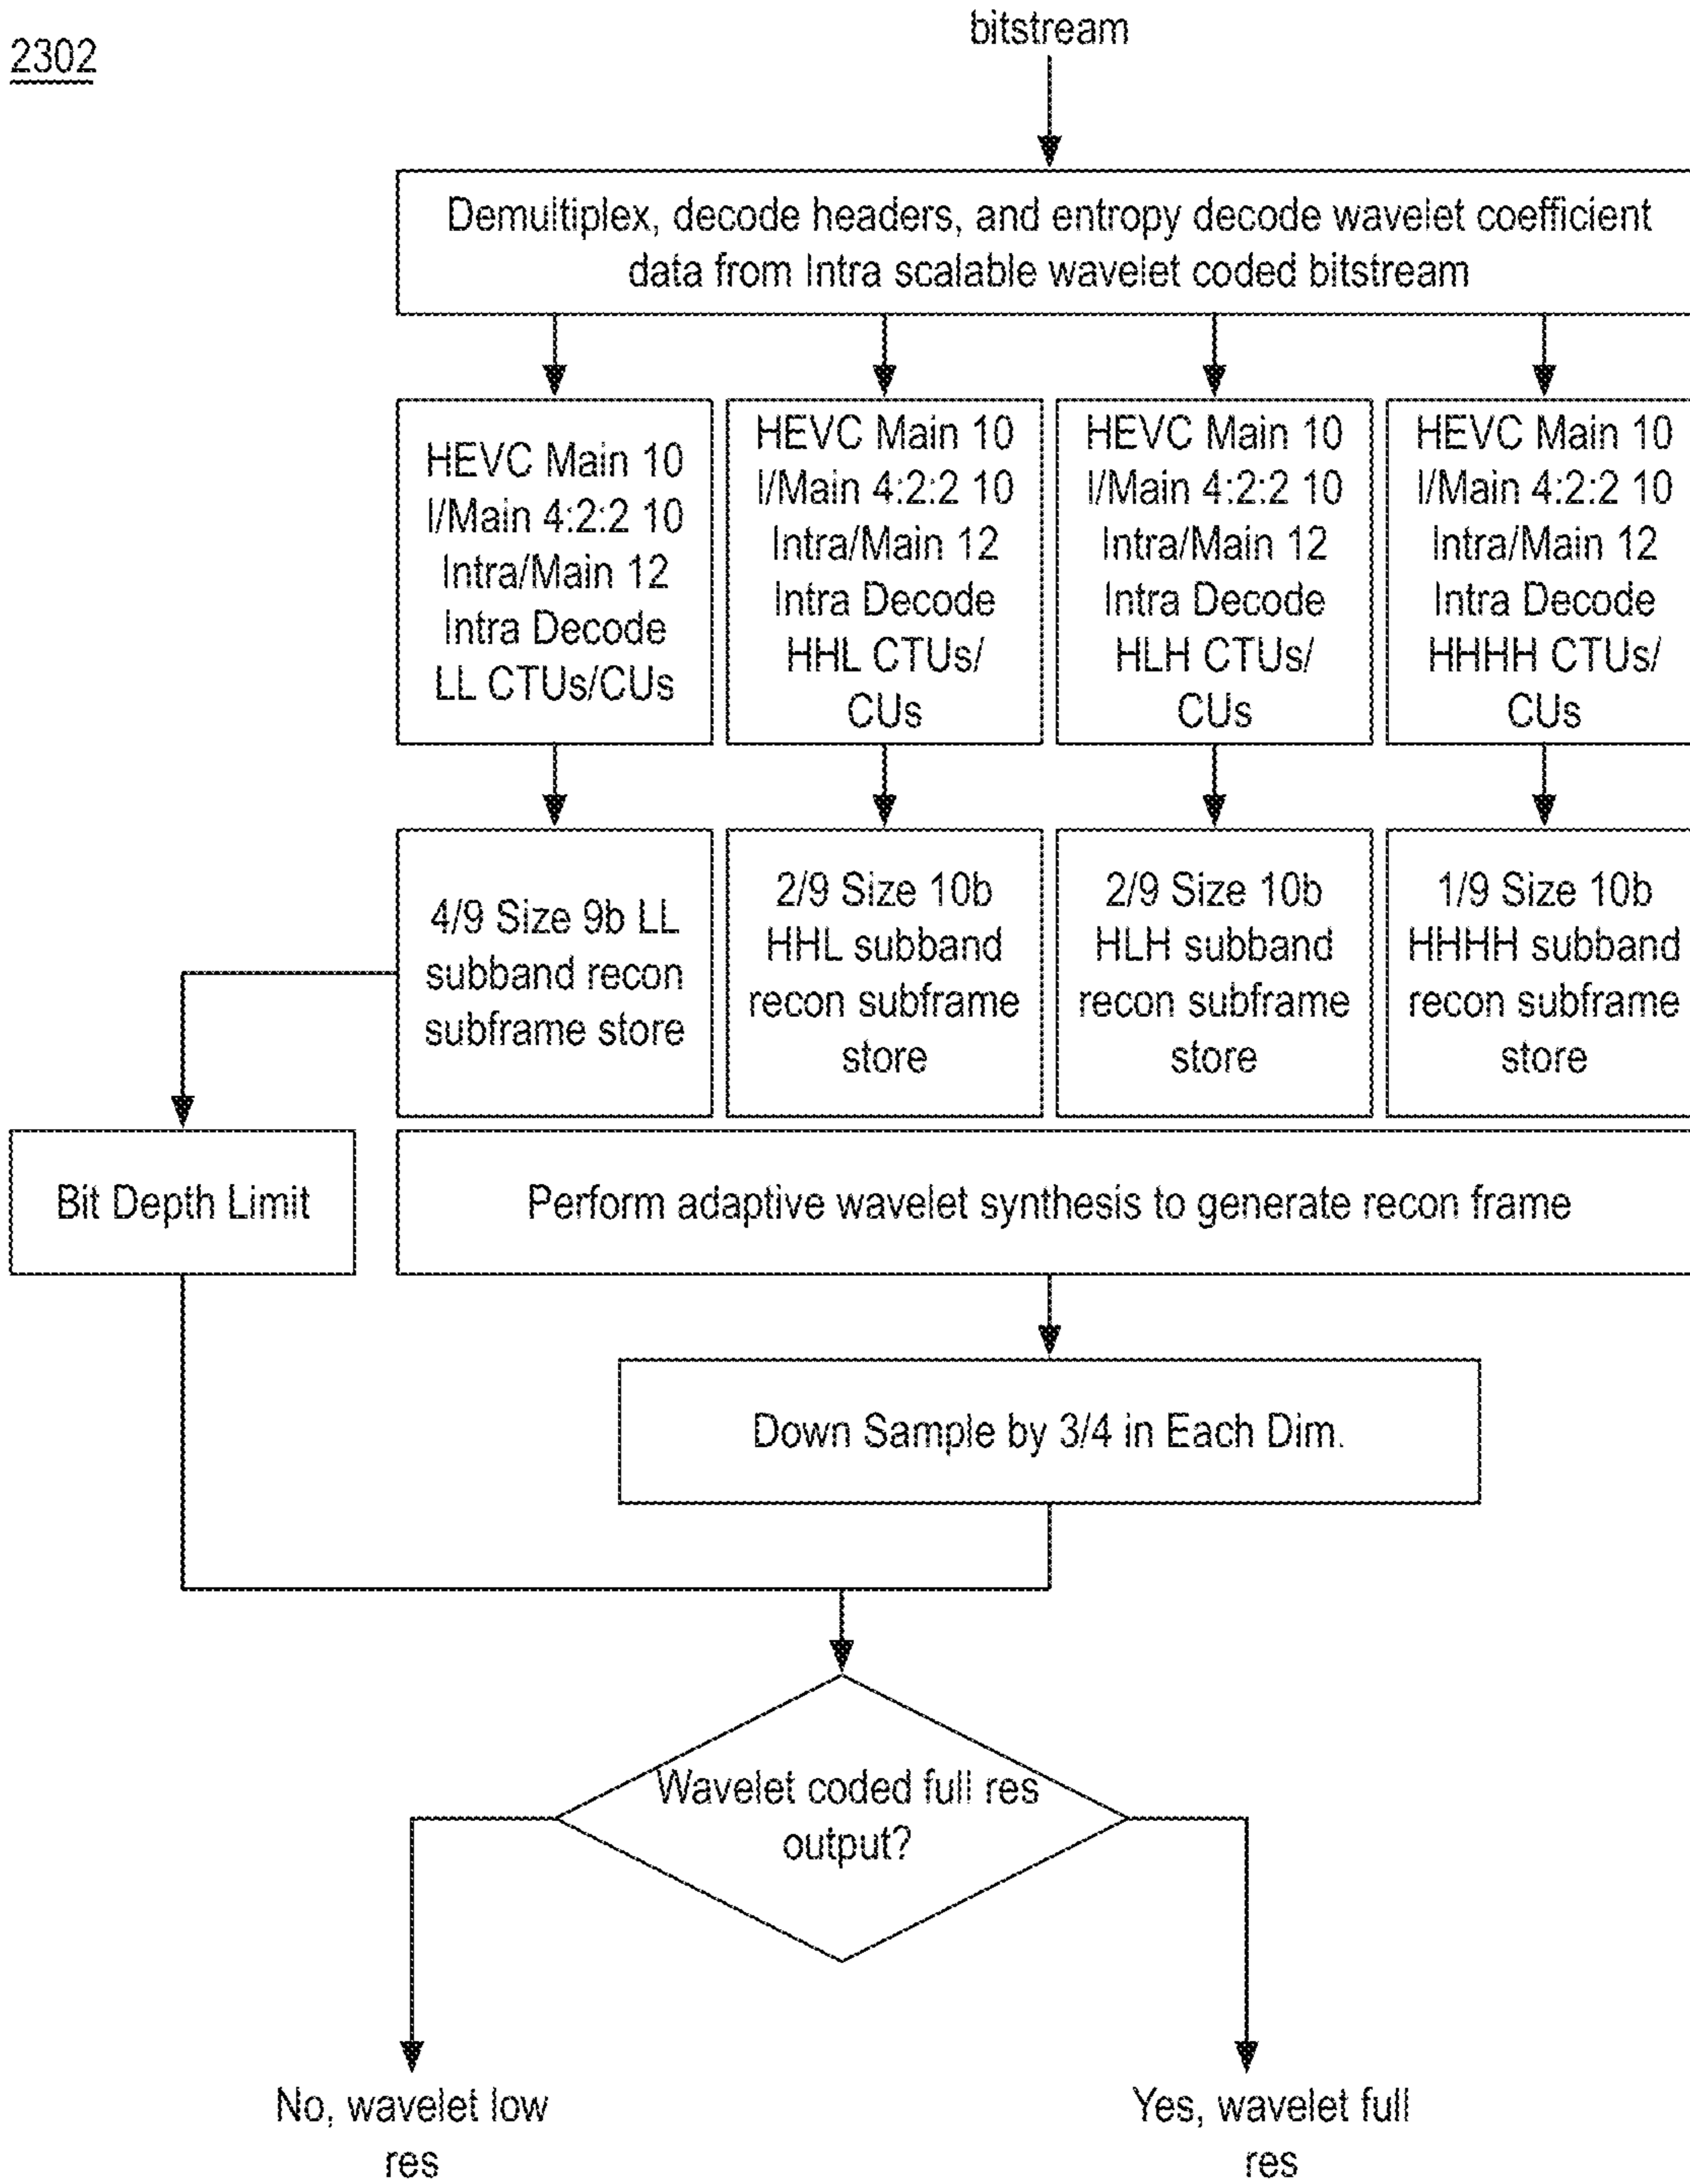 2302
bitstream
Demultiplex, decode headers, and entropy decode wavelet coefficient
data from Intra scalable wavelet coded bitstream
HEVC Main 10
I/Main 4:2:2 10
Intra/Main 12
Intra Decode
LL CTUs/CUs
HEVC Main 10
I/Main 4:2:2 10
Intra/Main 12
Intra Decode
HHL CTUs/
CUs
HEVC Main 10
I/Main 4:2:2 10
Intra/Main 12
Intra Decode
HLH CTUs/
CUs
HEVC Main 10
I/Main 4:2:2 10
Intra/Main 12
Intra Decode
HHHH CTUs/
CUs
4/9 Size 9b LL
subband recon
subframe store
2/9 Size 10b
HHL subband
recon subframe
store
2/9 Size 10b
HLH subband
recon subframe
store
1/9 Size 10b
HHHH subband
recon subframe
store
Bit Depth Limit
Perform adaptive wavelet synthesis to generate recon frame
Down Sample by 3/4 in Each Dim.
Wavelet coded full res
output?
No, wavelet low
res
Yes, wavelet full
res